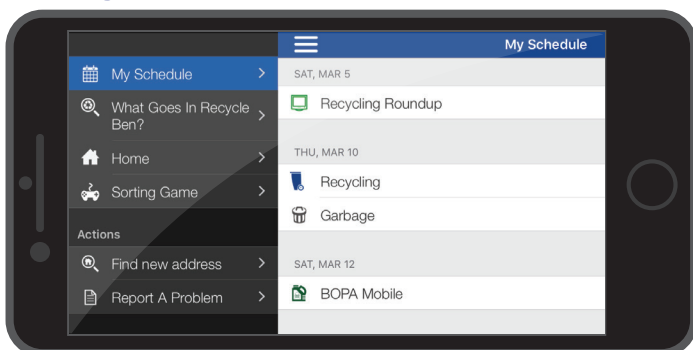 My Schedule
What Goes In Recycle
Ben?
Home
Sorting Game
Actions
Find new address
Report A Problem
My Schedule
SAT, MAR 5
Recycling Roundup
THU, MAR 10
Recycling
Garbage
SAT, MAR 12
BOPA Mobile